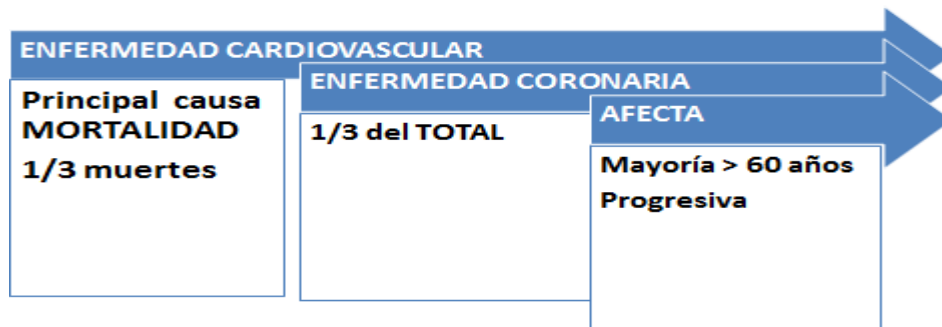 ENFERMEDAD CARDIOVASCULAR
Principal causa
MORTALIDAD
1/3 muertes
ENFERMEDAD CORONARIA
1/3 del TOTAL
AFECTA
Mayoría > 60 años
Progresiva